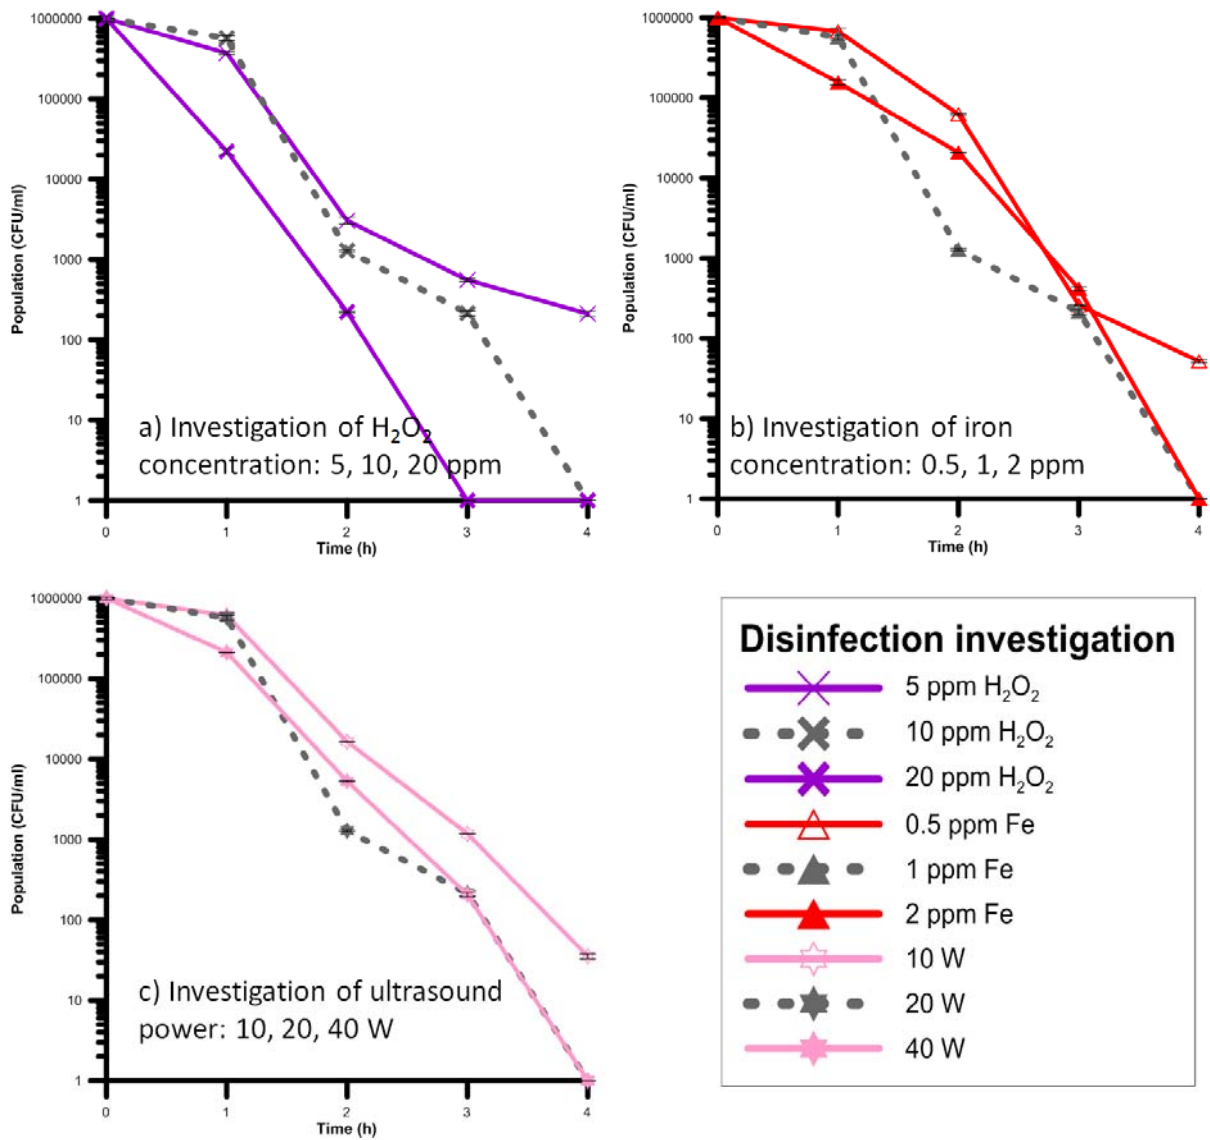 1000000
100000
10000
1000
100
10
1
Population (CFU/ml)
a) Investigation of H₂O₂
concentration: 5, 10, 20 ppm
0 1 2 3 4
Time (h)
1000000
100000
10000
1000
100
10
1
Population (CFU/ml)
b) Investigation of iron
concentration: 0.5, 1, 2 ppm
0 1 2 3 4
Time (h)
1000000
100000
10000
1000
100
10
1
Population (CFU/ml)
c) Investigation of ultrasound
power: 10, 20, 40 W
0 1 2 3 4
Time (h)
Disinfection investigation
5 ppm H₂O₂
10 ppm H₂O₂
20 ppm H₂O₂
0.5 ppm Fe
1 ppm Fe
2 ppm Fe
10 W
20 W
40 W